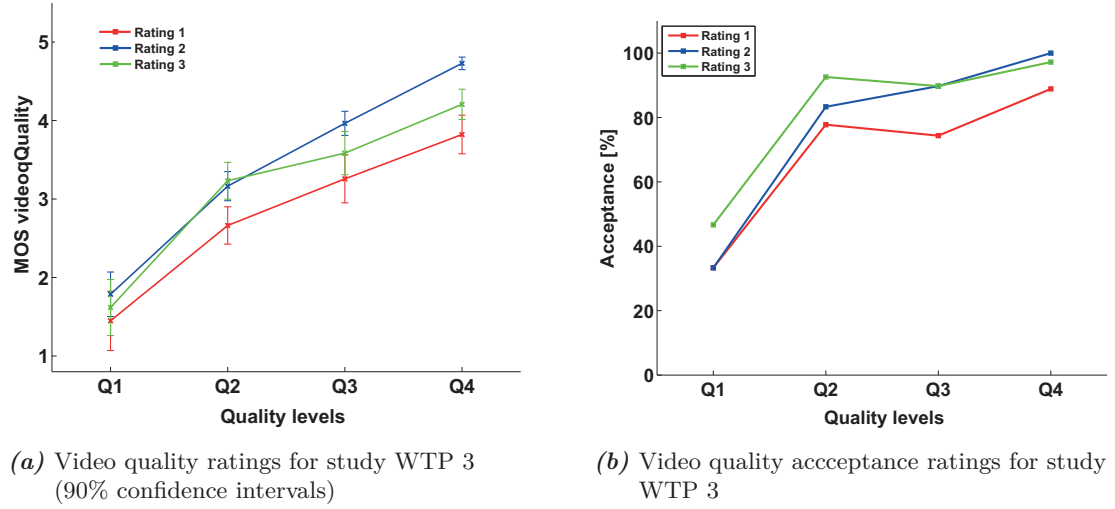 Rating 1
Rating 2
Rating 3
5
4
3
2
1
MOS videoqQuality
Q1 Q2 Q3 Q4
Quality levels
(a) Video quality ratings for study WTP 3
(90% confidence intervals)
Rating 1
Rating 2
Rating 3
100
80
60
40
20
0
Acceptance [%]
Q1 Q2 Q3 Q4
Quality levels
(b) Video quality accceptance ratings for study
WTP 3